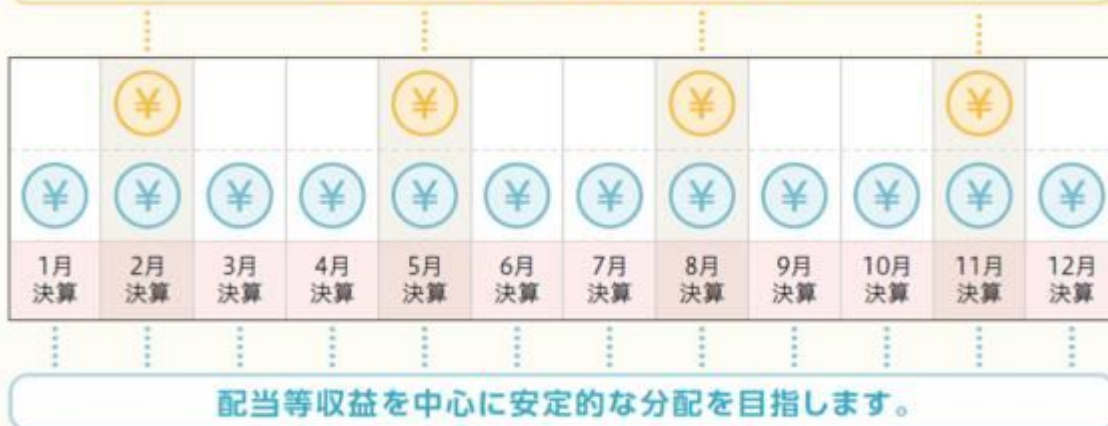 ¥ ¥ ¥ ¥
¥ ¥ ¥ ¥ ¥ ¥ ¥ ¥ ¥ ¥ ¥ ¥
1月 2月 3月 4月 5月 6月 7月 8月 9月 10月 11月 12月
決算 決算 決算 決算 決算 決算 決算 決算 決算 決算 決算 決算
配当等収益を中心に安定的な分配を目指します。